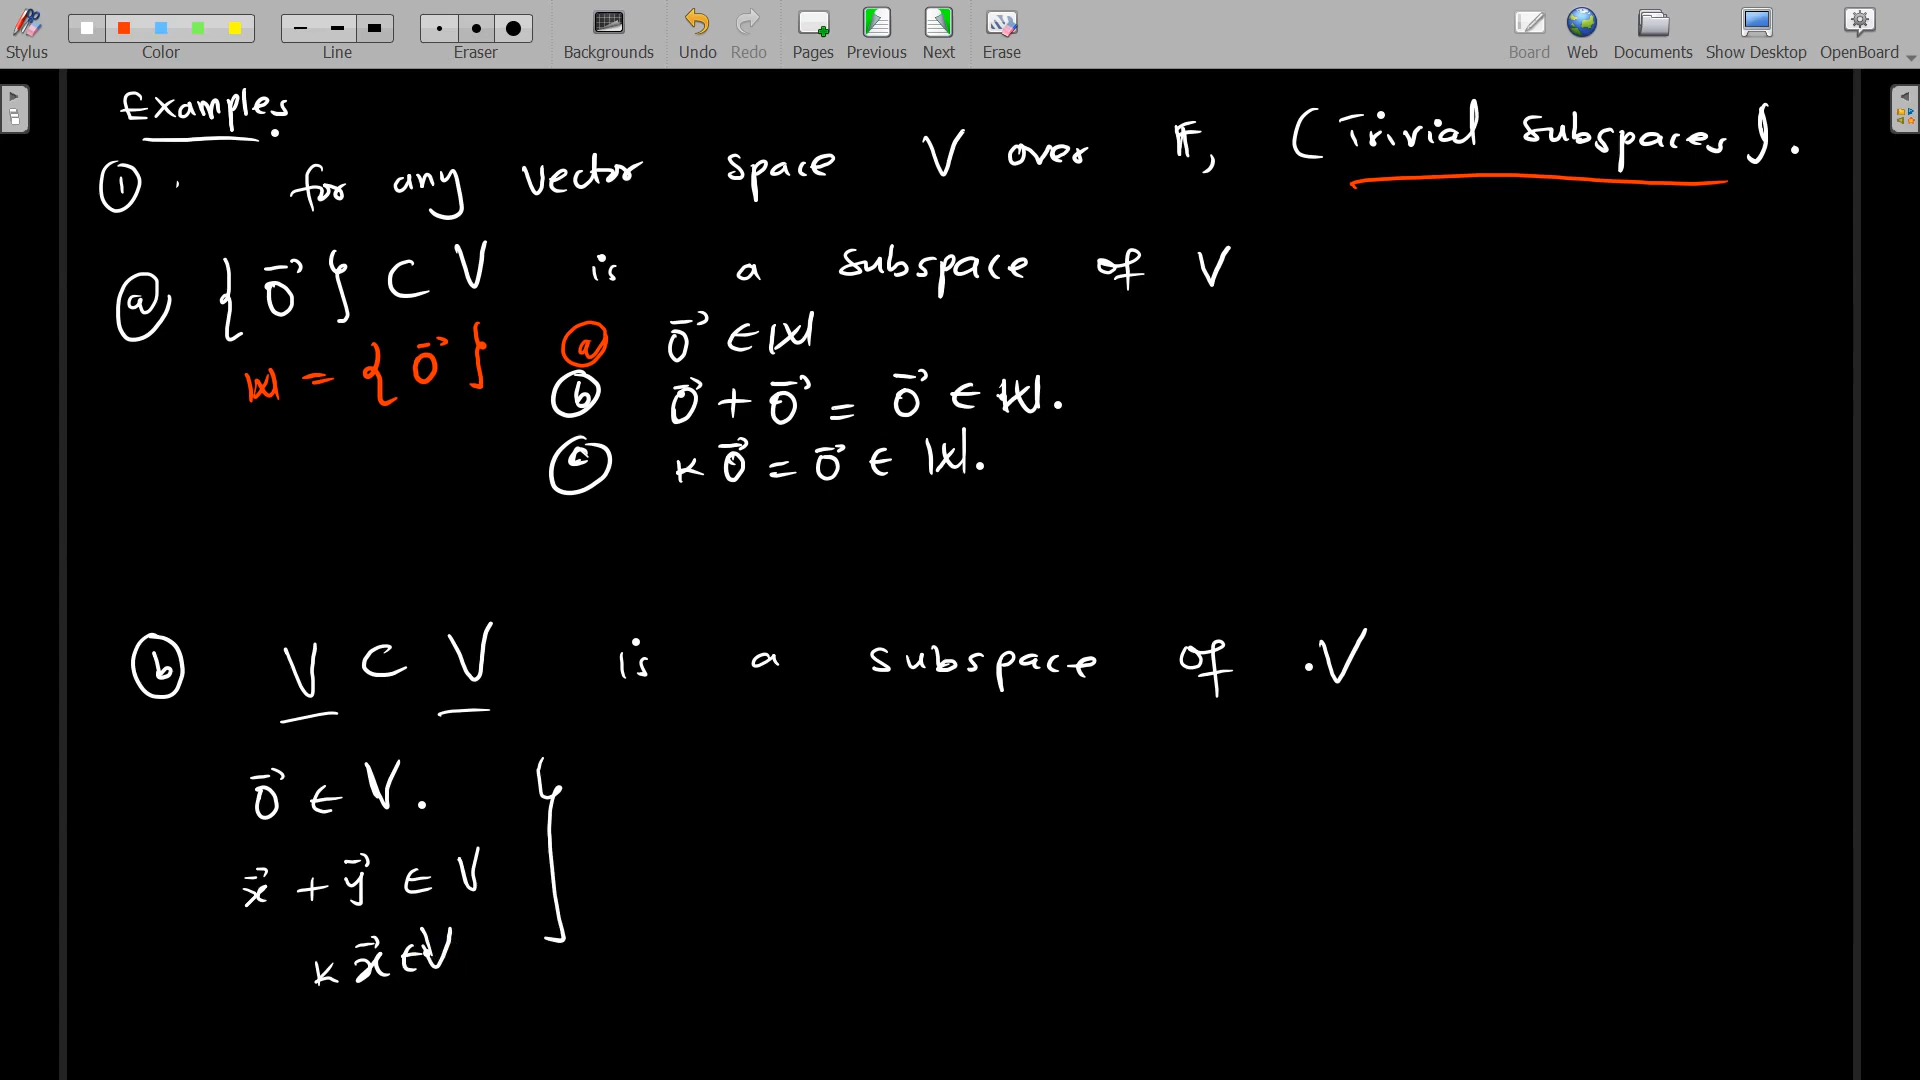 Stylus Color Line Eraser Backgrounds Undo Redo Pages Previous Next Erase Board Web Documents Show Desktop OpenBoard
Examples.
① for any vector space V over F, (Trivial Subspaces).
ⓐ {0⃗} ⊂ V is a subspace of V
W = {0⃗} ⓐ 0⃗ ∈ W
ⓑ 0⃗ + 0⃗ = 0⃗ ∈ W.
ⓒ k 0⃗ = 0⃗ ∈ W.
ⓑ V ⊂ V is a subspace of V
0⃗ ∈ V.
x⃗ + y⃗ ∈ V
k x⃗ ∈ V